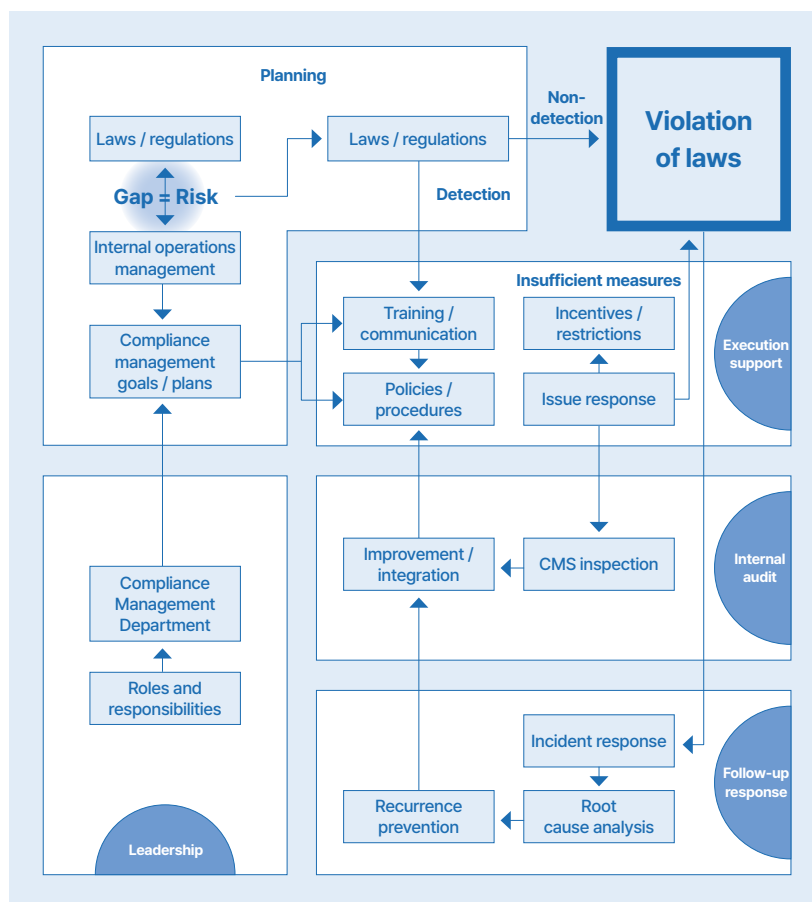 Planning
Laws / regulations
Gap = Risk
Internal operations
management
Compliance
management
goals / plans
Laws / regulations
Non-
detection
Violation
of laws
Detection
Insufficient measures
Training /
communication
Policies /
procedures
Incentives /
restrictions
Issue response
Execution
support
Compliance
Management
Department
Roles and
responsibilities
Leadership
Improvement /
integration
CMS inspection
Internal
audit
Incident response
Root
cause analysis
Recurrence
prevention
Follow-up
response